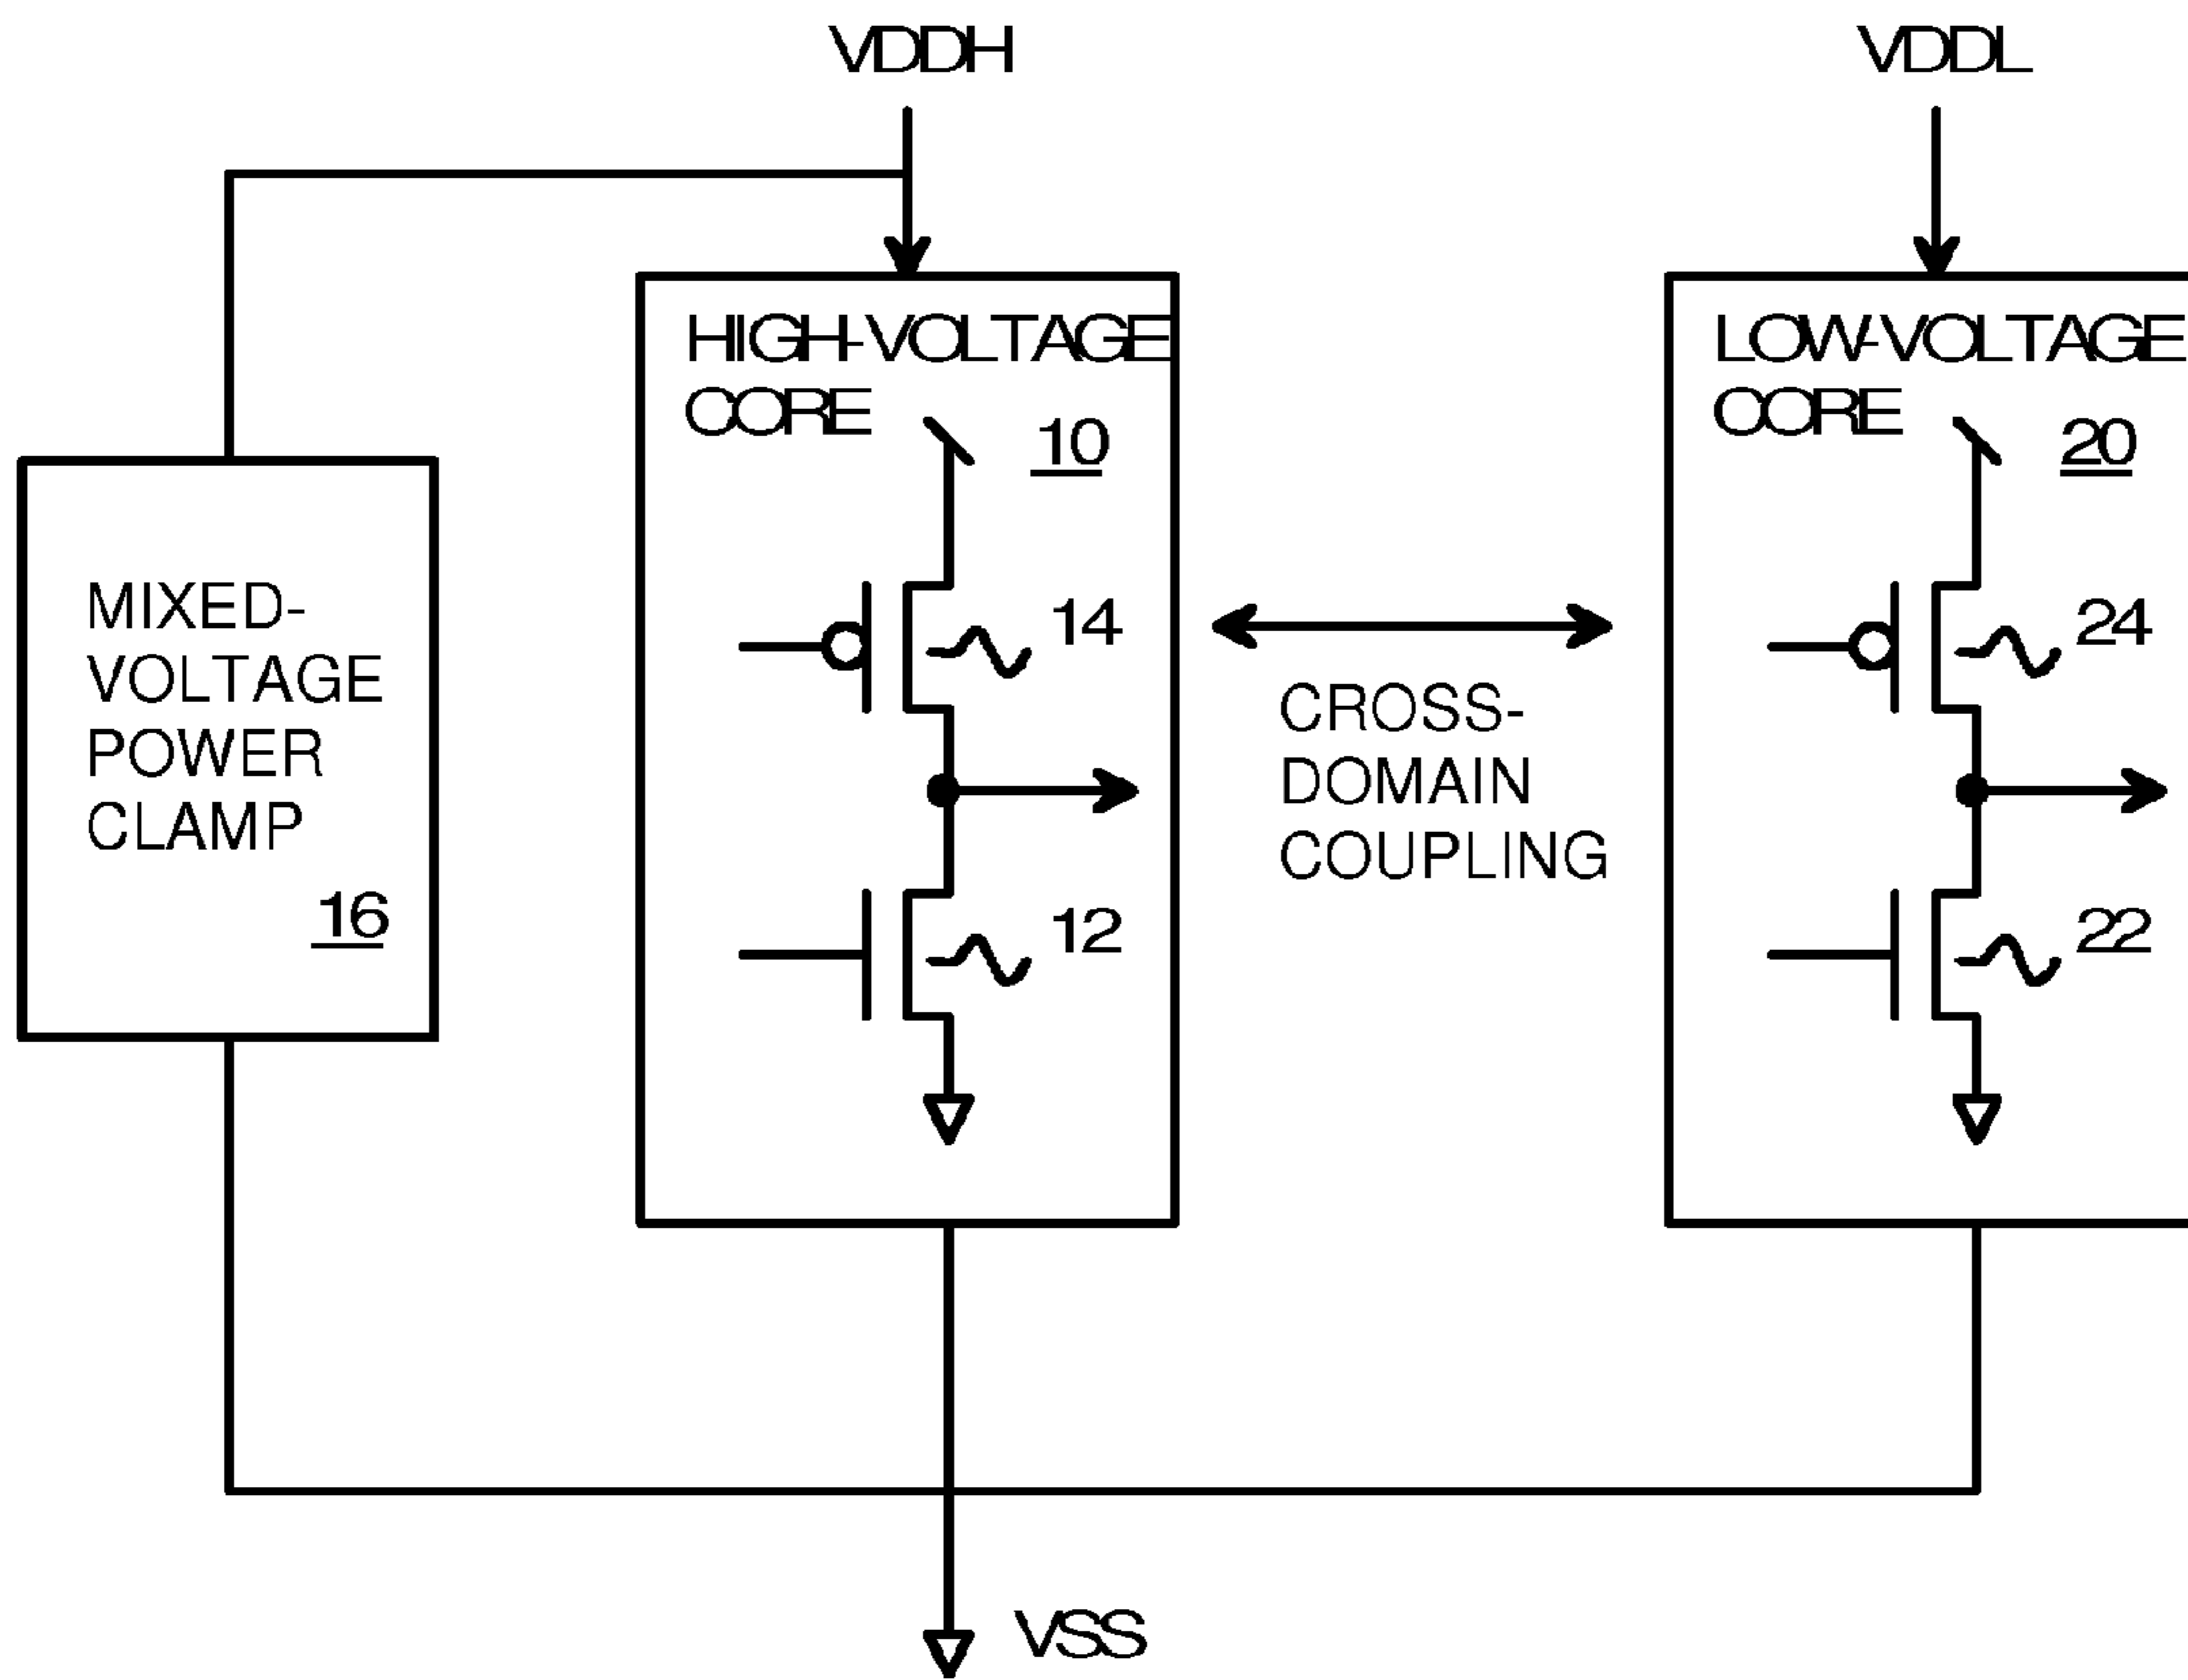 VDDH
VDDL
HIGH-VOLTAGE
CORE
10
LOW-VOLTAGE
CORE
20
MIXED-
VOLTAGE
POWER
CLAMP
16
14
12
CROSS-
DOMAIN
COUPLING
24
22
VSS